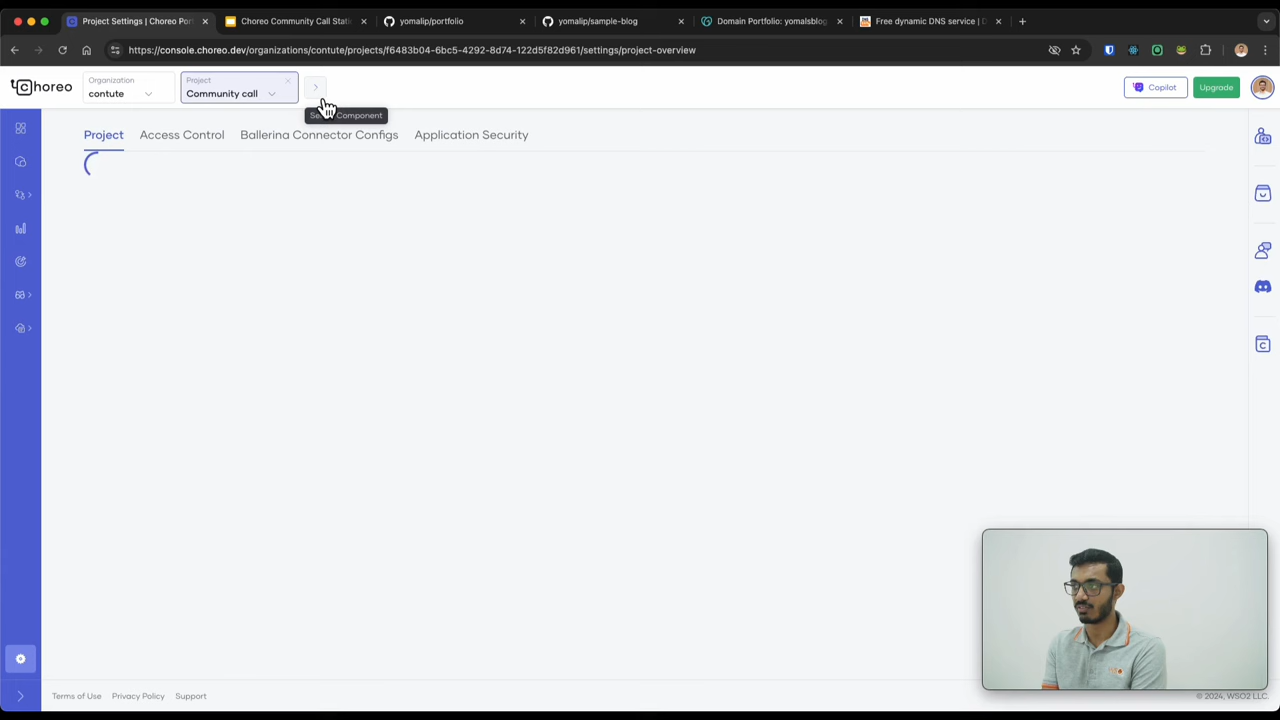 Project Settings | Choreo Por
Choreo Community Call Stati
yomalip/portfolio
yomalip/sample-blog
Domain Portfolio: yomalsblog
Free dynamic DNS service | D
https://console.choreo.dev/organizations/contute/projects/f6483b04-6bc5-4292-8d74-122d5f82d961/settings/project-overview
choreo
Organization
contute
Project
Community call
Copilot
Upgrade
Component
Project
Access Control
Ballerina Connector Configs
Application Security
Terms of Use
Privacy Policy
Support
© 2024, WSO2 LLC.